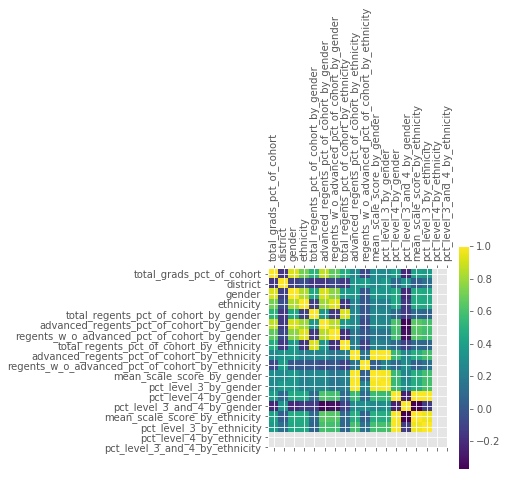 total_grads_pct_of_cohort
district
gender
ethnicity
total_regents_pct_of_cohort_by_gender
advanced_regents_pct_of_cohort_by_gender
regents_w_o_advanced_pct_of_cohort_by_gender
total_regents_pct_of_cohort_by_ethnicity
advanced_regents_pct_of_cohort_by_ethnicity
regents_w_o_advanced_pct_of_cohort_by_ethnicity
mean_scale_score_by_gender
pct_level_3_by_gender
pct_level_4_by_gender
pct_level_3_and_4_by_gender
mean_scale_score_by_ethnicity
pct_level_3_by_ethnicity
pct_level_4_by_ethnicity
pct_level_3_and_4_by_ethnicity
total_grads_pct_of_cohort
district
gender
ethnicity
total_regents_pct_of_cohort_by_gender
advanced_regents_pct_of_cohort_by_gender
regents_w_o_advanced_pct_of_cohort_by_gender
total_regents_pct_of_cohort_by_ethnicity
advanced_regents_pct_of_cohort_by_ethnicity
regents_w_o_advanced_pct_of_cohort_by_ethnicity
mean_scale_score_by_gender
pct_level_3_by_gender
pct_level_4_by_gender
pct_level_3_and_4_by_gender
mean_scale_score_by_ethnicity
pct_level_3_by_ethnicity
pct_level_4_by_ethnicity
pct_level_3_and_4_by_ethnicity
1.0
0.8
0.6
0.4
0.2
0.0
−0.2